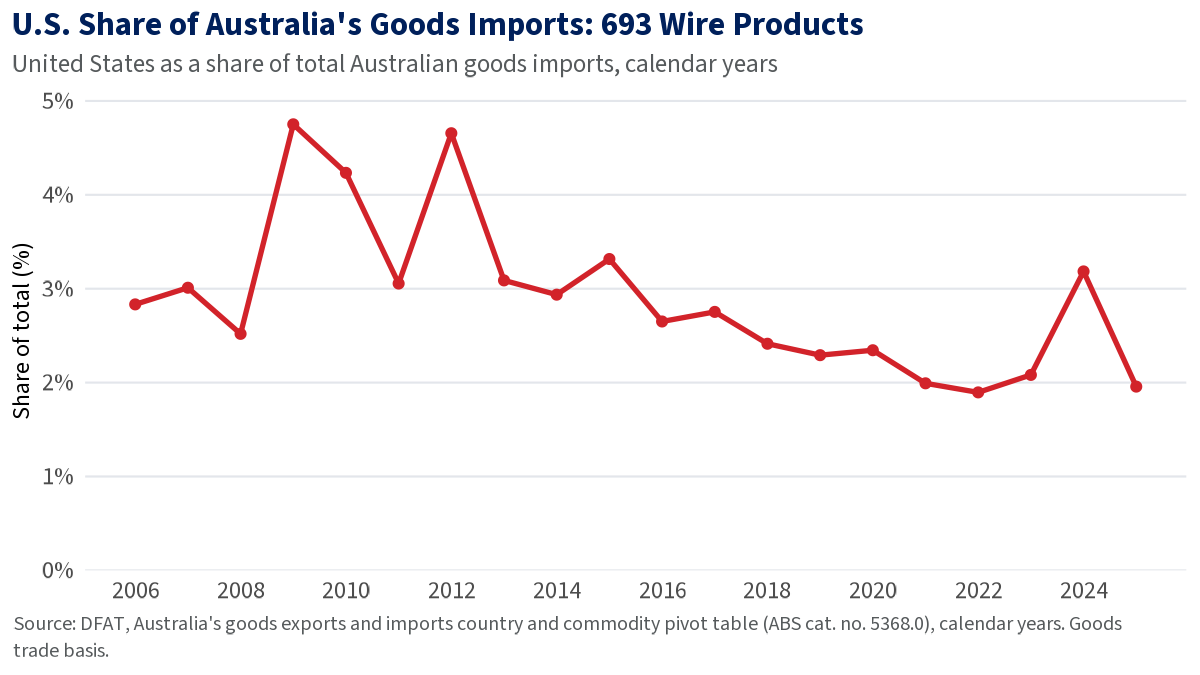 U.S. Share of Australia's Goods Imports: 693 Wire Products
United States as a share of total Australian goods imports, calendar years
5%
4%
3%
2%
1%
0%
Share of total (%)
2006 2008 2010 2012 2014 2016 2018 2020 2022 2024
Source: DFAT, Australia's goods exports and imports country and commodity pivot table (ABS cat. no. 5368.0), calendar years. Goods
trade basis.